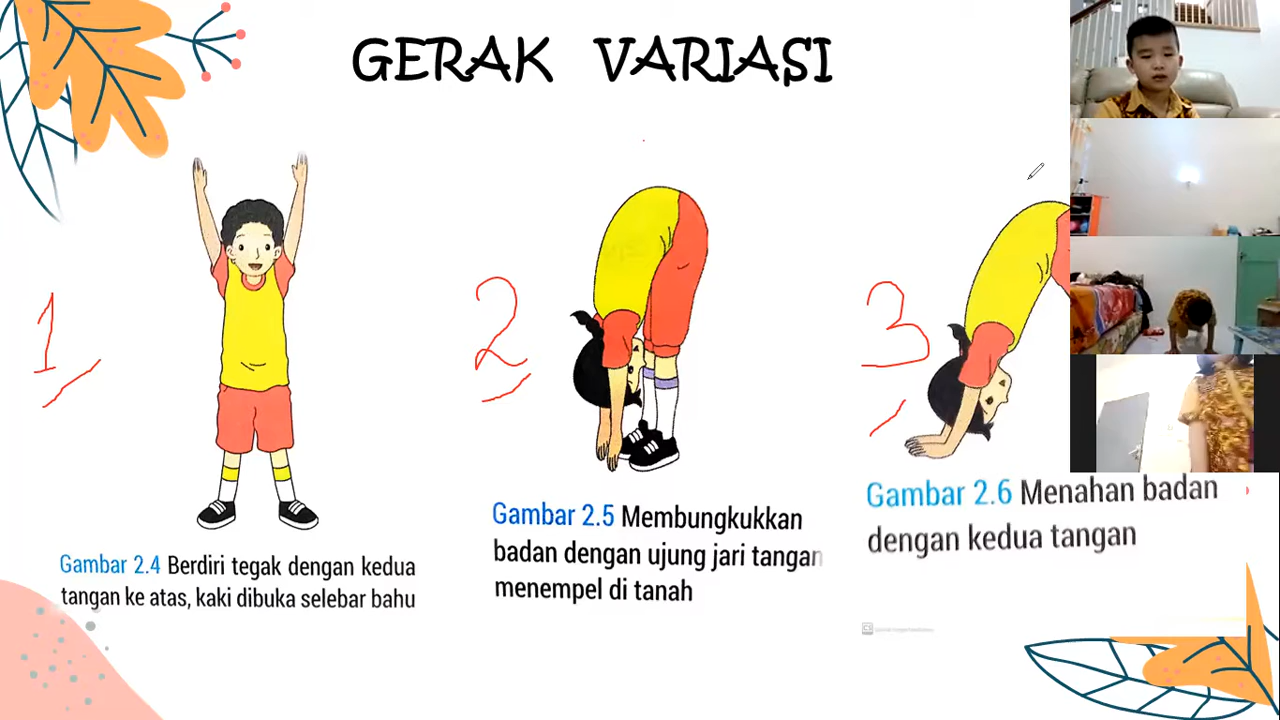 GERAK VARIASI
1
2
3
Gambar 2.4 Berdiri tegak dengan kedua
tangan ke atas, kaki dibuka selebar bahu
Gambar 2.5 Membungkukkan
badan dengan ujung jari tangan
menempel di tanah
Gambar 2.6 Menahan badan
dengan kedua tangan